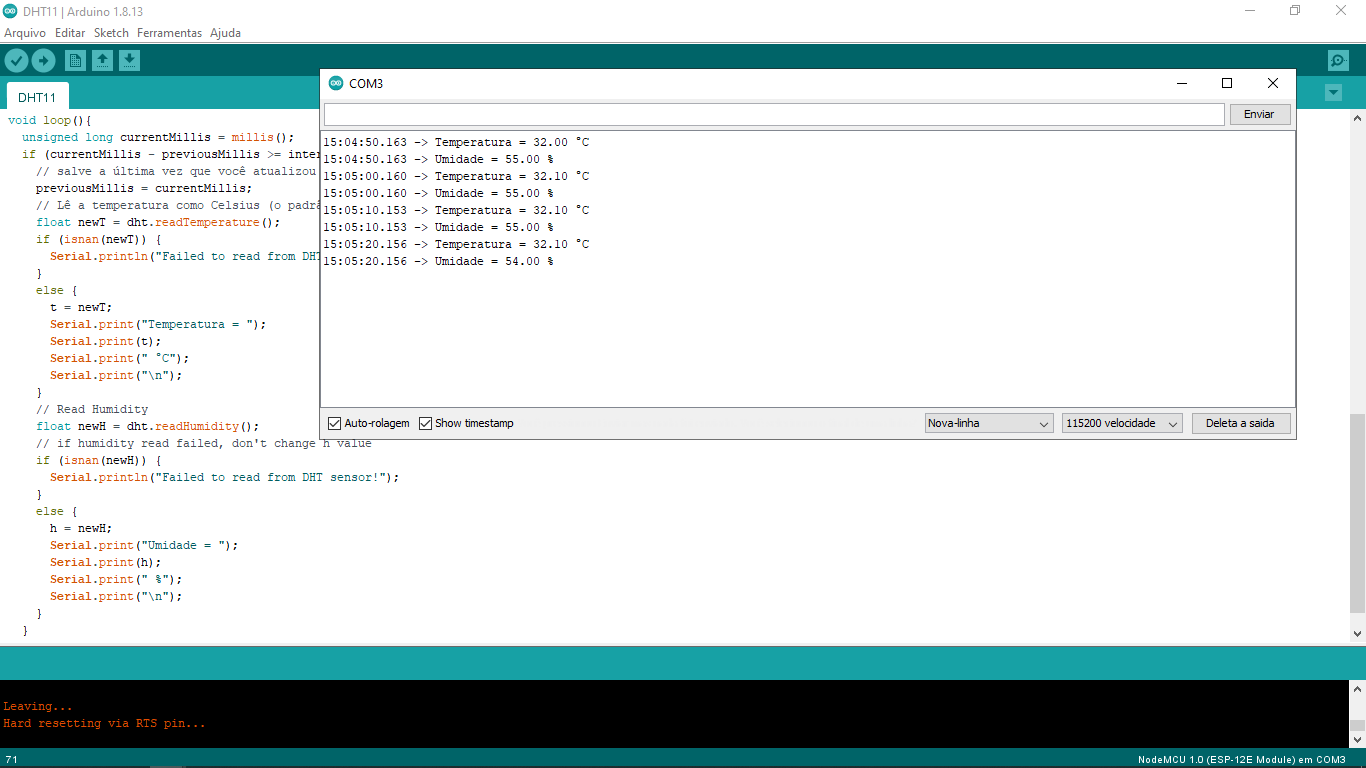 DHT11 | Arduino 1.8.13
Arquivo Editar Sketch Ferramentas Ajuda
DHT11
void loop(){
unsigned long currentMillis = millis();
if (currentMillis - previousMillis >= inter
// salve a última vez que você atualizou
previousMillis = currentMillis;
// Lê a temperatura como Celsius (o padrã
float newT = dht.readTemperature();
if (isnan(newT)) {
Serial.println("Failed to read from DHT
}
else {
t = newT;
Serial.print("Temperatura = ");
Serial.print(t);
Serial.print(" °C");
Serial.print("\n");
}
// Read Humidity
float newH = dht.readHumidity();
// if humidity read failed, don't change h value
if (isnan(newH)) {
Serial.println("Failed to read from DHT sensor!");
}
else {
h = newH;
Serial.print("Umidade = ");
Serial.print(h);
Serial.print(" %");
Serial.print("\n");
}
}
COM3
Enviar
15:04:50.163 -> Temperatura = 32.00 °C
15:04:50.163 -> Umidade = 55.00 %
15:05:00.160 -> Temperatura = 32.10 °C
15:05:00.160 -> Umidade = 55.00 %
15:05:10.153 -> Temperatura = 32.10 °C
15:05:10.153 -> Umidade = 55.00 %
15:05:20.156 -> Temperatura = 32.10 °C
15:05:20.156 -> Umidade = 54.00 %
Auto-rolagem Show timestamp Nova-linha 115200 velocidade Deleta a saida
Leaving...
Hard resetting via RTS pin...
71 NodeMCU 1.0 (ESP-12E Module) em COM3